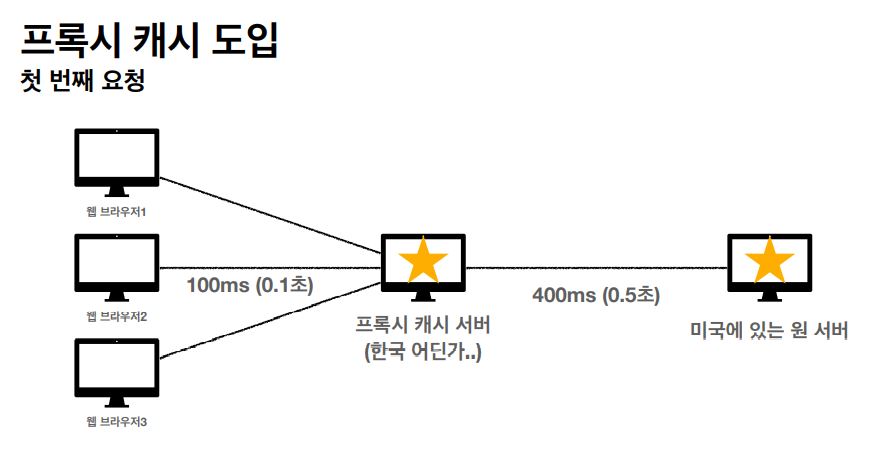 프록시 캐시 도입
첫 번째 요청
웹 브라우저1
웹 브라우저2
100ms (0.1초)
400ms (0.5초)
프록시 캐시 서버
(한국 어딘가..)
미국에 있는 원 서버
웹 브라우저3